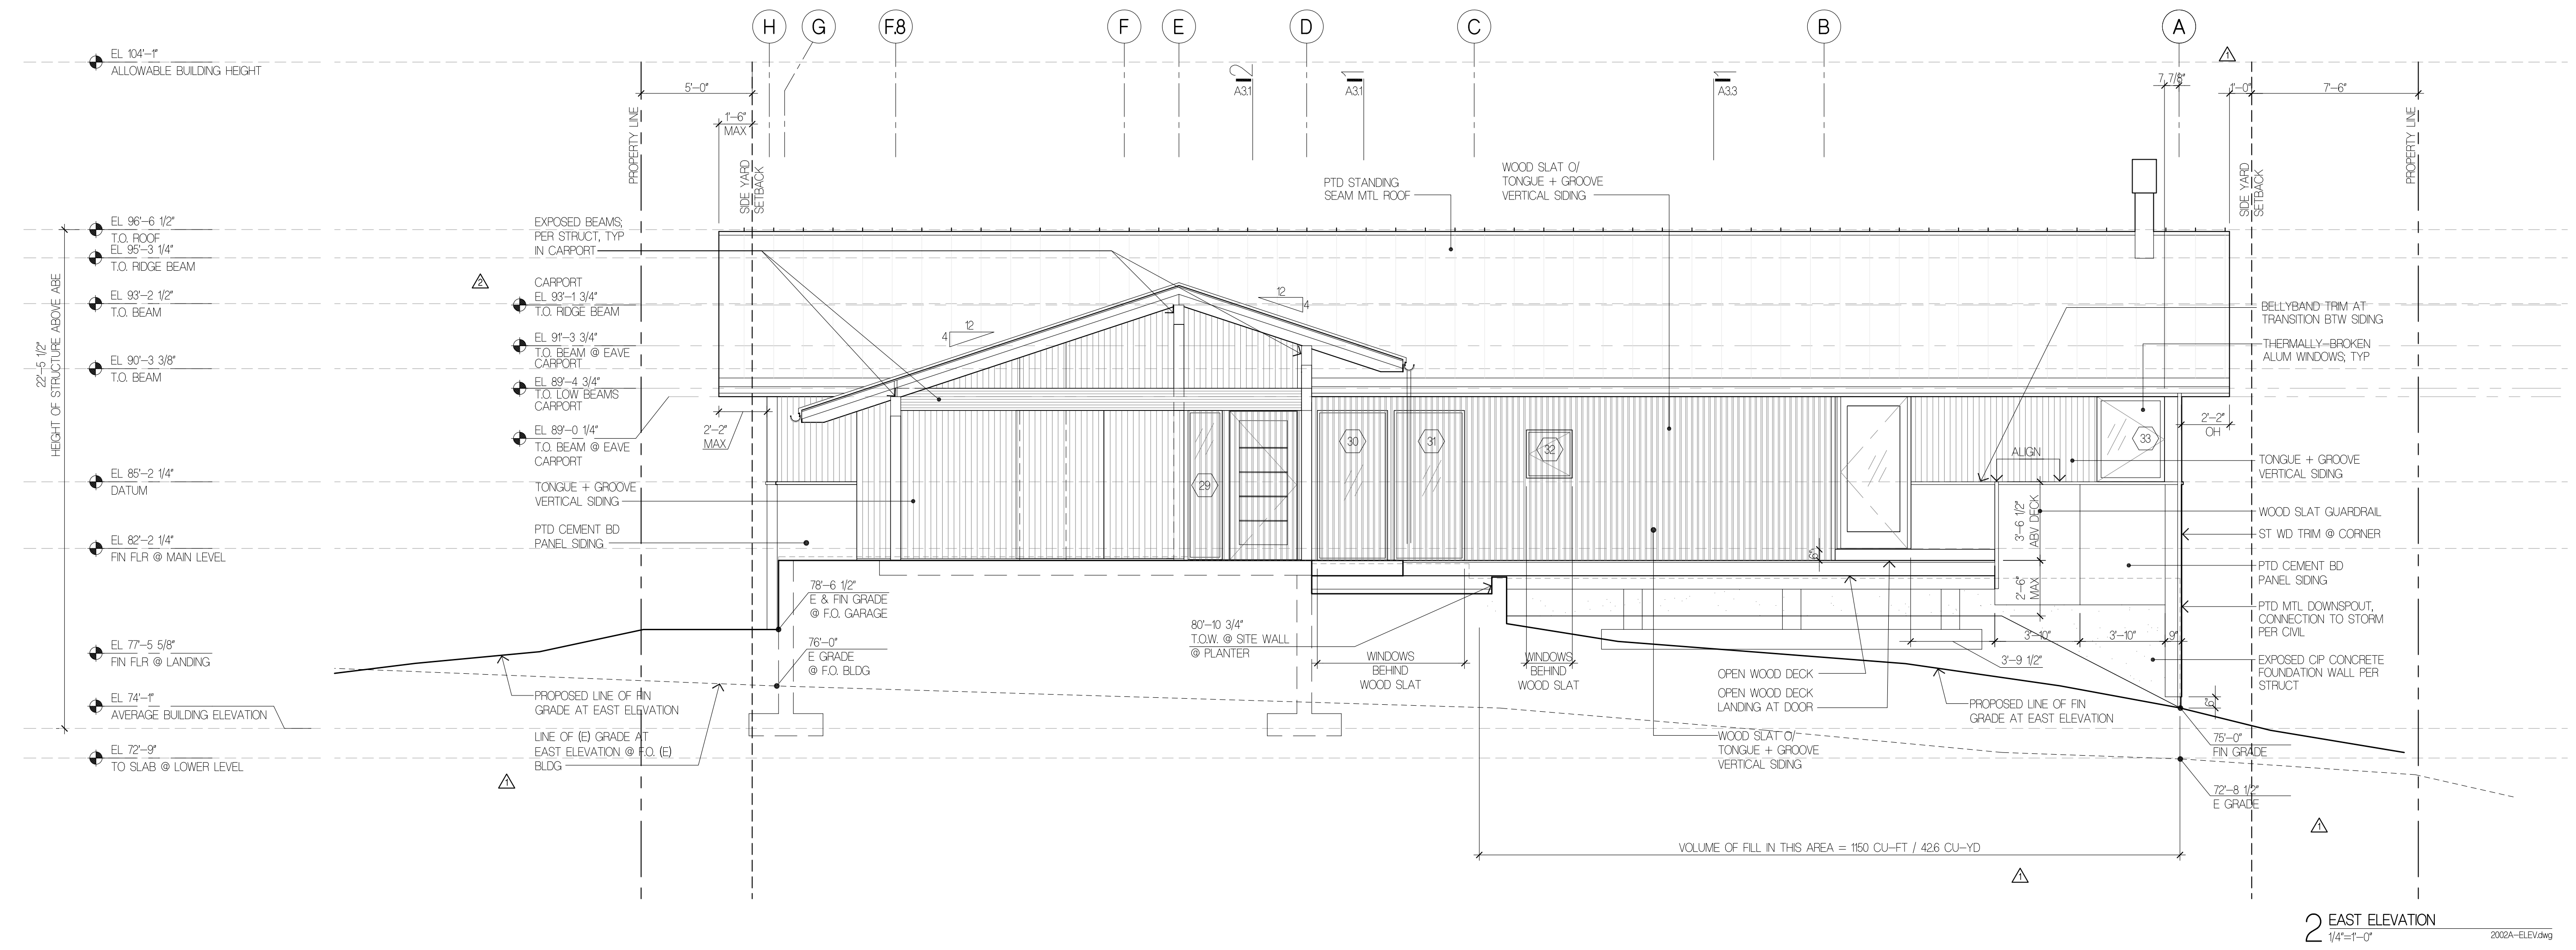 H
G
F.8
F
E
D
C
B
A
EL 104'-1"
ALLOWABLE BUILDING HEIGHT
5'-0"
1'-6"
MAX
PROPERTY LINE
SIDE YARD
SETBACK
2
A3.1
1
A3.1
1
A3.3
1
7 7/8"
1'-0"
7'-6"
PROPERTY LINE
SIDE YARD
SETBACK
WOOD SLAT O/
TONGUE + GROOVE
VERTICAL SIDING
PTD STANDING
SEAM MTL ROOF
EL 96'-6 1/2"
T.O. ROOF
EL 95'-3 1/4"
T.O. RIDGE BEAM
EL 93'-2 1/2"
T.O. BEAM
EL 90'-3 3/8"
T.O. BEAM
EL 85'-2 1/4"
DATUM
EL 82'-2 1/4"
FIN FLR @ MAIN LEVEL
EL 77'-5 5/8"
FIN FLR @ LANDING
EL 74'-1"
AVERAGE BUILDING ELEVATION
EL 72'-9"
TO SLAB @ LOWER LEVEL
22'-5 1/2"
HEIGHT OF STRUCTURE ABOVE ABE
2
EXPOSED BEAMS;
PER STRUCT, TYP
IN CARPORT
CARPORT
EL 93'-1 3/4"
T.O. RIDGE BEAM
EL 91'-3 3/4"
T.O. BEAM @ EAVE
CARPORT
EL 89'-4 3/4"
T.O. LOW BEAMS
CARPORT
EL 89'-0 1/4"
T.O. BEAM @ EAVE
CARPORT
TONGUE + GROOVE
VERTICAL SIDING
PTD CEMENT BD
PANEL SIDING
2'-2"
MAX
12
4
12
4
29
30
31
32
33
BELLYBAND TRIM AT
TRANSITION BTW SIDING
THERMALLY-BROKEN
ALUM WINDOWS; TYP
2'-2"
OH
ALIGN
TONGUE + GROOVE
VERTICAL SIDING
WOOD SLAT GUARDRAIL
ST WD TRIM @ CORNER
PTD CEMENT BD
PANEL SIDING
PTD MTL DOWNSPOUT,
CONNECTION TO STORM
PER CIVIL
EXPOSED CIP CONCRETE
FOUNDATION WALL PER
STRUCT
3'-6 1/2"
ABV DECK
2'-6"
MAX
6"
3'-10"
3'-10"
9"
3'-9 1/2"
6"
78'-6 1/2"
E & FIN GRADE
@ F.O. GARAGE
76'-0"
E GRADE
@ F.O. BLDG
80'-10 3/4"
T.O.W. @ SITE WALL
@ PLANTER
WINDOWS
BEHIND
WOOD SLAT
WINDOWS
BEHIND
WOOD SLAT
OPEN WOOD DECK
OPEN WOOD DECK
LANDING AT DOOR
WOOD SLAT O/
TONGUE + GROOVE
VERTICAL SIDING
PROPOSED LINE OF FIN
GRADE AT EAST ELEVATION
PROPOSED LINE OF FIN
GRADE AT EAST ELEVATION
LINE OF (E) GRADE AT
EAST ELEVATION @ F.O. (E)
BLDG
1
75'-0"
FIN GRADE
72'-8 1/2"
E GRADE
1
VOLUME OF FILL IN THIS AREA = 1150 CU-FT / 42.6 CU-YD
1
2
EAST ELEVATION
1/4"=1'-0"
2002A-ELEV.dwg